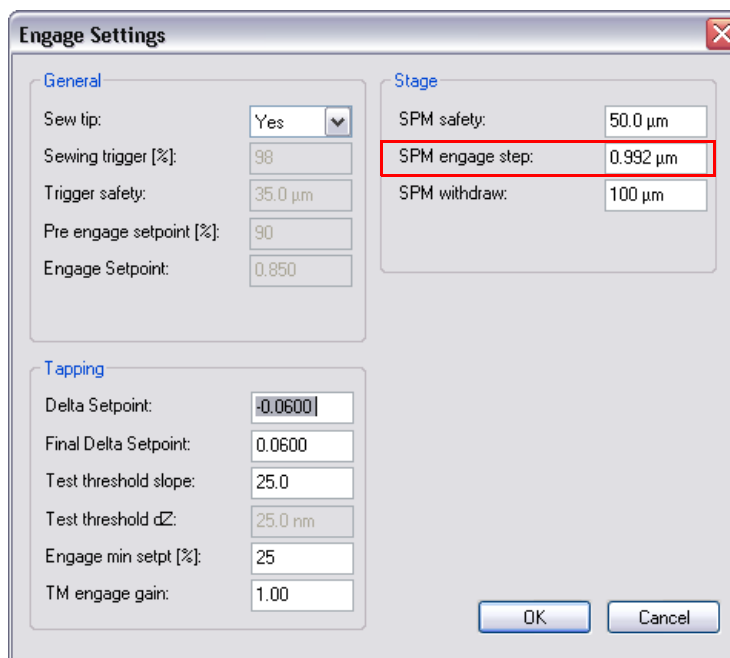 Engage Settings
General
Sew tip: Yes
Sewing trigger [%]: 98
Trigger safety: 35.0 µm
Pre engage setpoint [%]: 90
Engage Setpoint: 0.850
Stage
SPM safety: 50.0 µm
SPM engage step: 0.992 µm
SPM withdraw: 100 µm
Tapping
Delta Setpoint: -0.0600
Final Delta Setpoint: 0.0600
Test threshold slope: 25.0
Test threshold dZ: 25.0 nm
Engage min setpt [%]: 25
TM engage gain: 1.00
OK Cancel